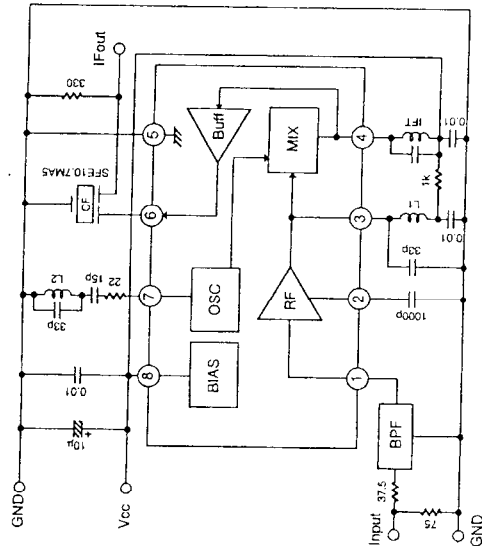 GND
Vcc
10µ
+
0.01
L2
33p
15p
22
SFE10.7MA5
CF
330
IFout
8
7
6
5
BIAS
OSC
Buff
MIX
RF
1
2
3
4
Input
37.5
75
BPF
GND
1000p
33p
L1
0.01
1k
IFT
0.01